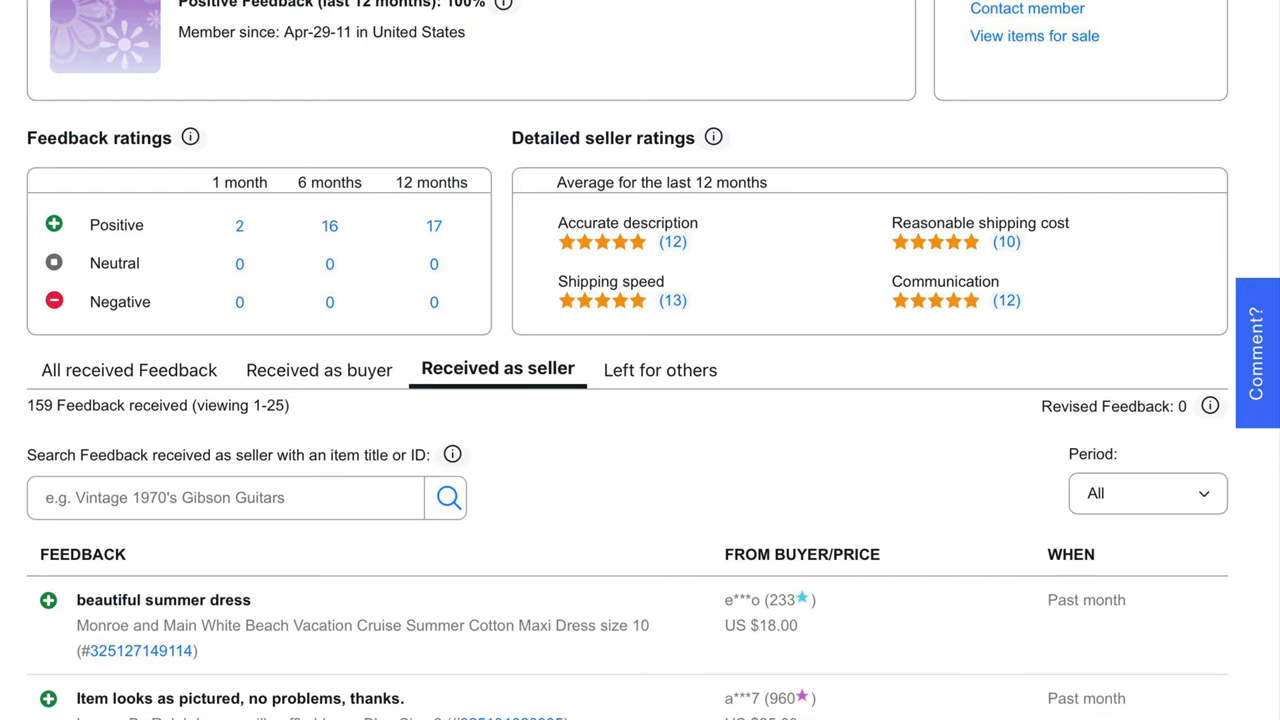 Positive Feedback (last 12 months): 100%
Contact member
Member since: Apr-29-11 in United States
View items for sale
Feedback ratings
Detailed seller ratings
1 month 6 months 12 months
Average for the last 12 months
Positive 2 16 17
Accurate description
(12)
Reasonable shipping cost
(10)
Neutral 0 0 0
Shipping speed
(13)
Communication
(12)
Negative 0 0 0
Comment?
All received Feedback Received as buyer Received as seller Left for others
159 Feedback received (viewing 1-25)
Revised Feedback: 0
Search Feedback received as seller with an item title or ID:
Period:
e.g. Vintage 1970's Gibson Guitars
All
FEEDBACK FROM BUYER/PRICE WHEN
beautiful summer dress
e***o (233)
Past month
Monroe and Main White Beach Vacation Cruise Summer Cotton Maxi Dress size 10
US $18.00
(#325127149114)
Item looks as pictured, no problems, thanks.
a***7 (960)
Past month